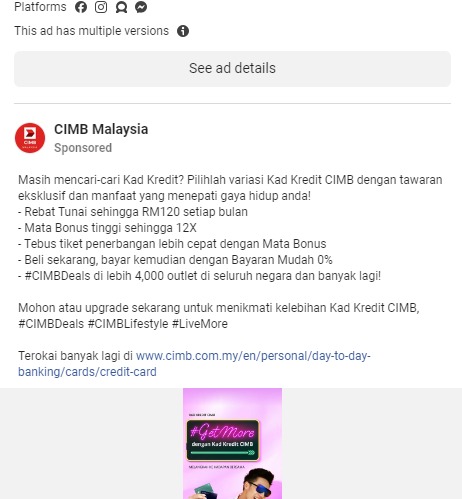 Platforms
This ad has multiple versions
See ad details
CIMB Malaysia
Sponsored
Masih mencari-cari Kad Kredit? Pilihlah variasi Kad Kredit CIMB dengan tawaran
eksklusif dan manfaat yang menepati gaya hidup anda!
- Rebat Tunai sehingga RM120 setiap bulan
- Mata Bonus tinggi sehingga 12X
- Tebus tiket penerbangan lebih cepat dengan Mata Bonus
- Beli sekarang, bayar kemudian dengan Bayaran Mudah 0%
- #CIMBDeals di lebih 4,000 outlet di seluruh negara dan banyak lagi!
Mohon atau upgrade sekarang untuk menikmati kelebihan Kad Kredit CIMB,
#CIMBDeals #CIMBLifestyle #LiveMore
Terokai banyak lagi di www.cimb.com.my/en/personal/day-to-day-
banking/cards/credit-card
#GetMore
dengan Kad Kredit CIMB